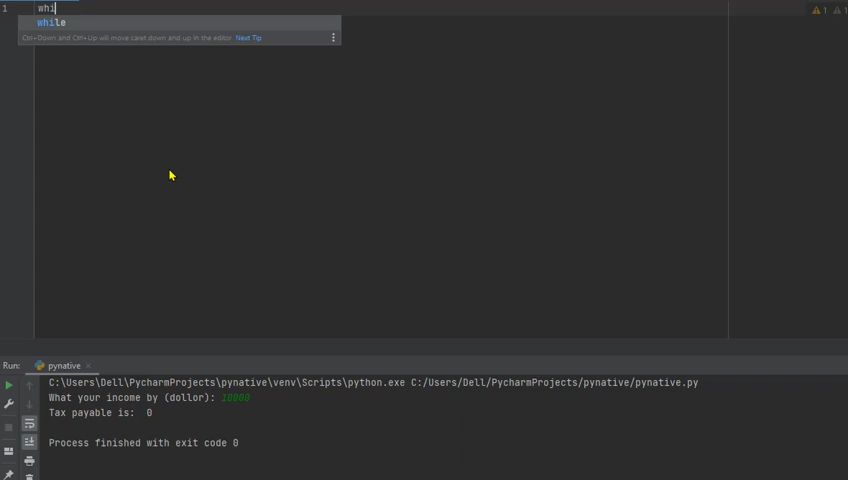 1 whi
while
Ctrl+Down and Ctrl+Up will move caret down and up in the editor Next Tip
1 1
Run: pynative
C:\Users\Dell\PycharmProjects\pynative\venv\Scripts\python.exe C:/Users/Dell/PycharmProjects/pynative/pynative.py
What your income by (dollor): 10000
Tax payable is:  0
Process finished with exit code 0